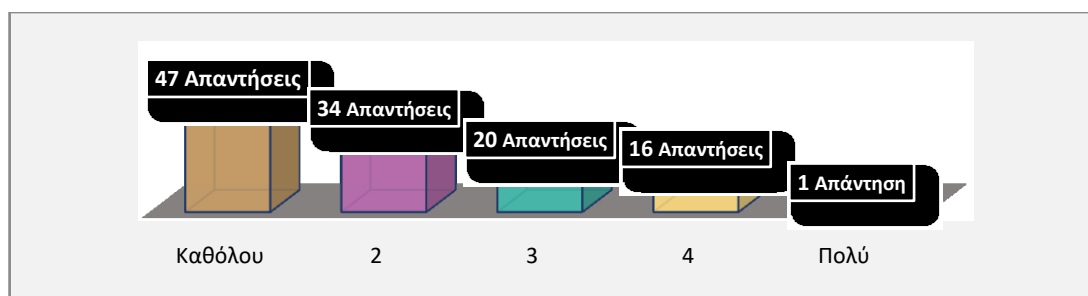 47 Απαντήσεις
34 Απαντήσεις
20 Απαντήσεις
16 Απαντήσεις
1 Απάντηση
Καθόλου 2 3 4 Πολύ